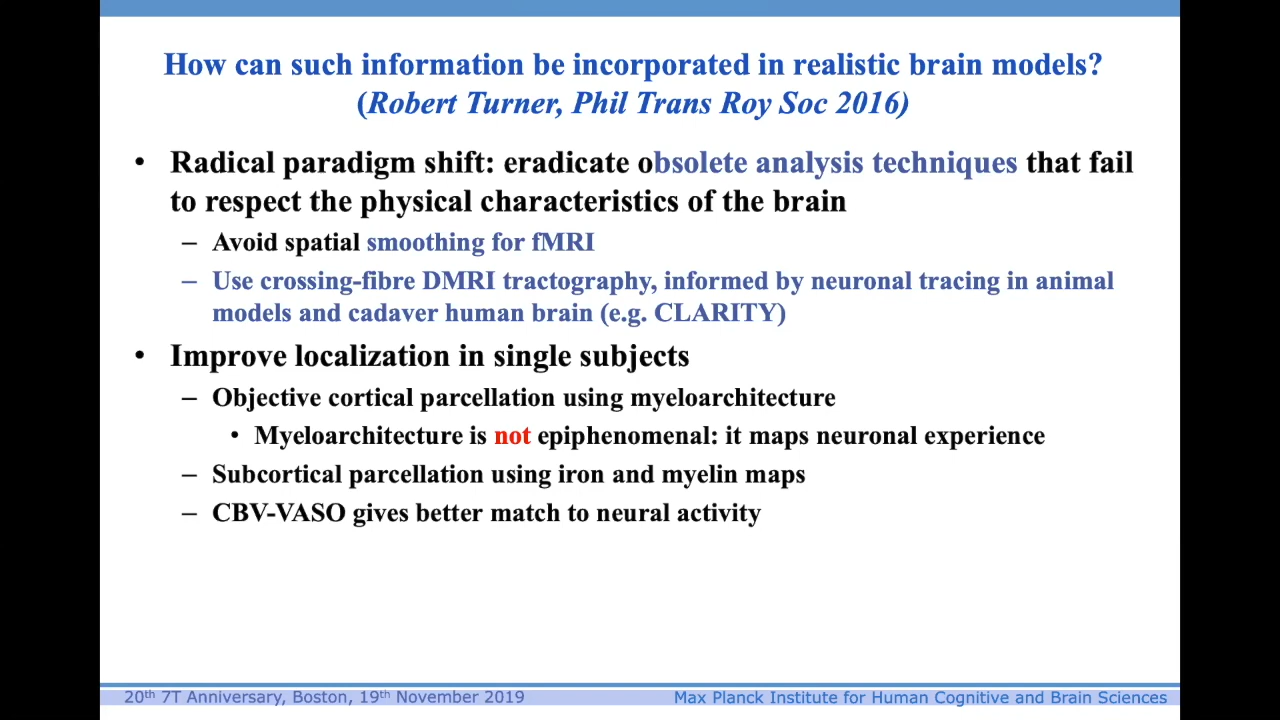 How can such information be incorporated in realistic brain models?
(Robert Turner, Phil Trans Roy Soc 2016)
• Radical paradigm shift: eradicate obsolete analysis techniques that fail
to respect the physical characteristics of the brain
– Avoid spatial smoothing for fMRI
– Use crossing-fibre DMRI tractography, informed by neuronal tracing in animal
models and cadaver human brain (e.g. CLARITY)
• Improve localization in single subjects
– Objective cortical parcellation using myeloarchitecture
• Myeloarchitecture is not epiphenomenal: it maps neuronal experience
– Subcortical parcellation using iron and myelin maps
– CBV-VASO gives better match to neural activity
20th 7T Anniversary, Boston, 19th November 2019
Max Planck Institute for Human Cognitive and Brain Sciences